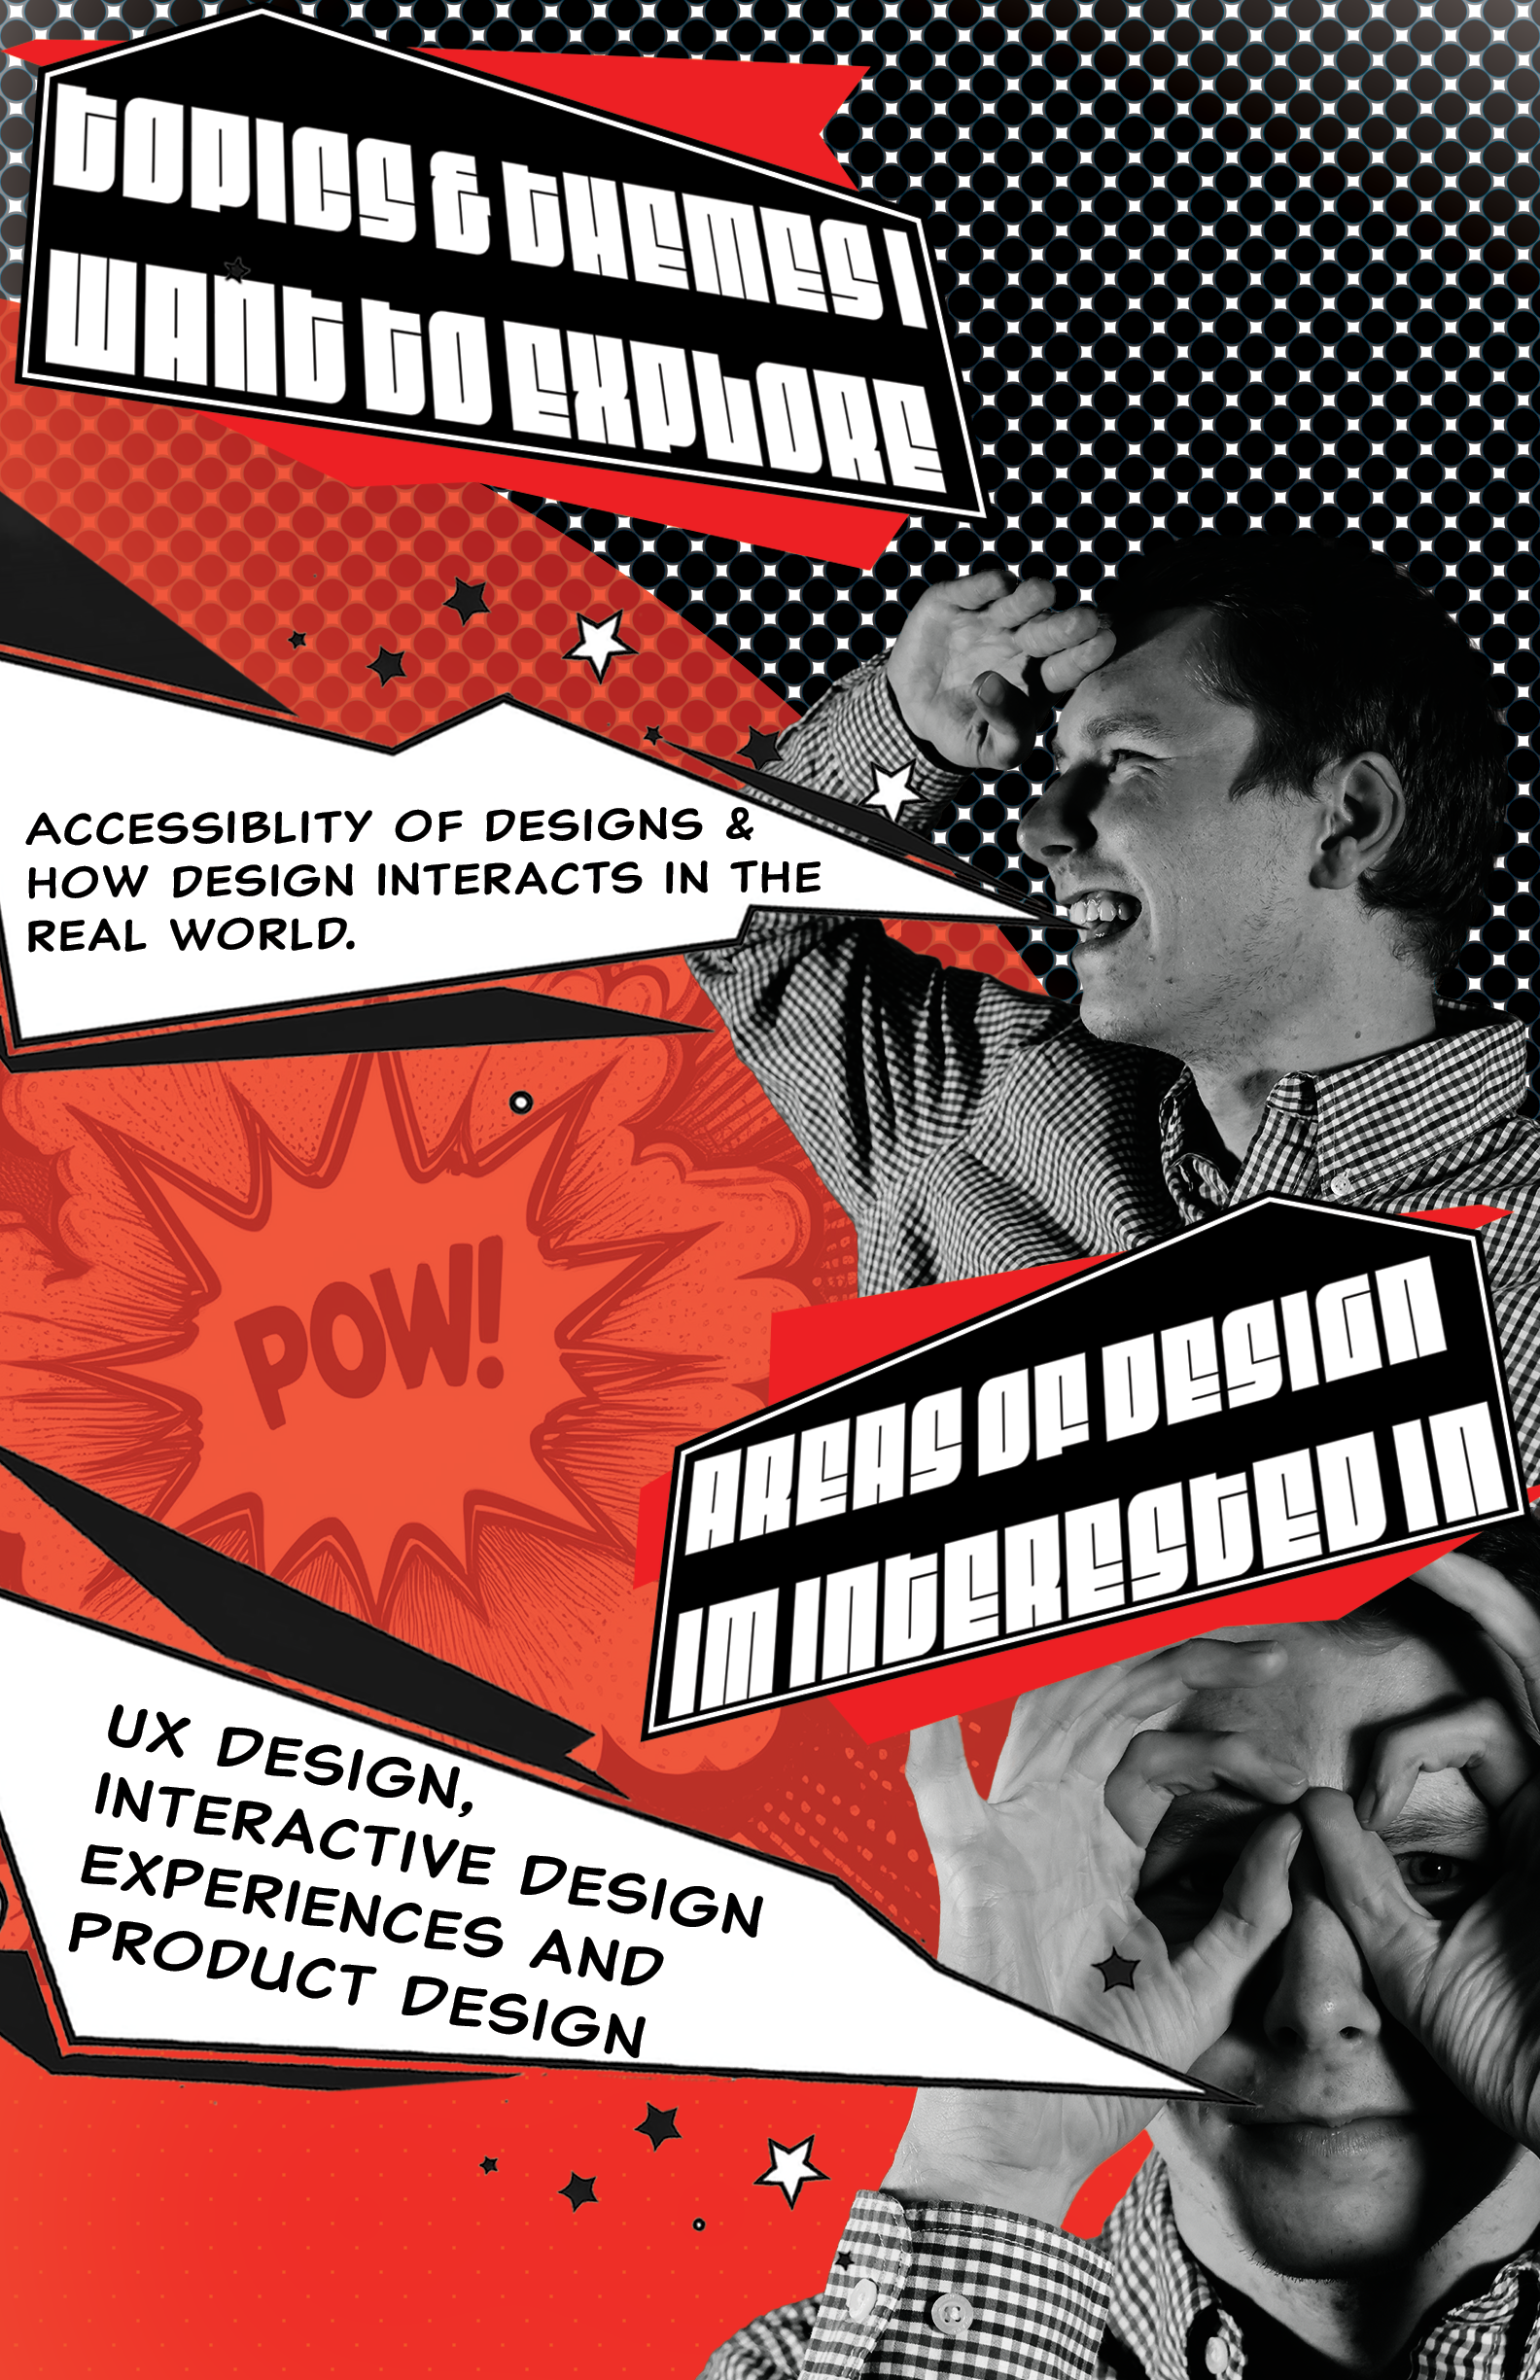 TOPICS & THEMES I
WANT TO EXPLORE
ACCESSIBLITY OF DESIGNS &
HOW DESIGN INTERACTS IN THE
REAL WORLD.
POW!
AREAS OF DESIGN
IM INTERESTED IN
UX DESIGN,
INTERACTIVE DESIGN
EXPERIENCES AND
PRODUCT DESIGN